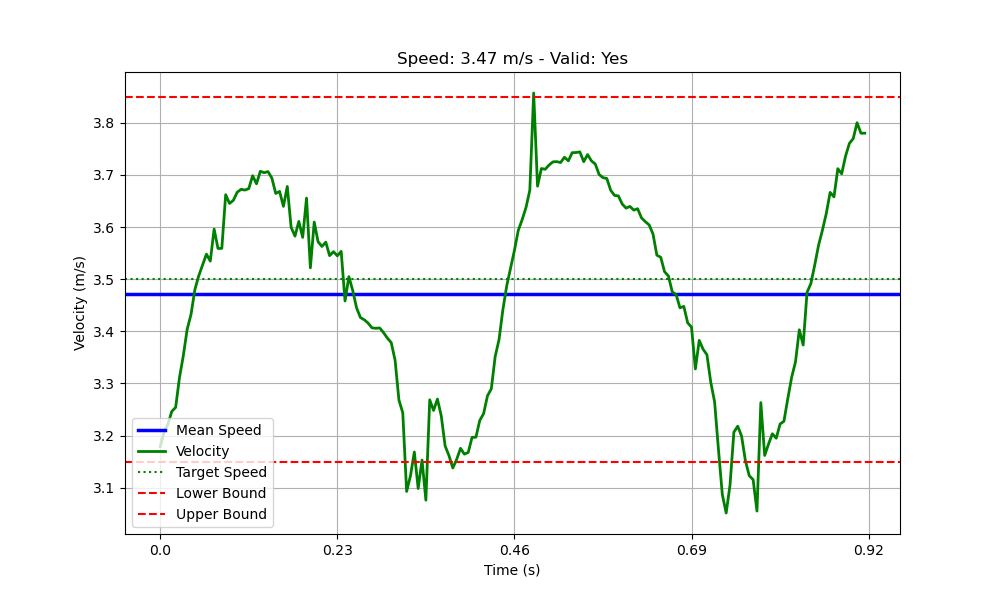 Speed: 3.47 m/s - Valid: Yes
Velocity (m/s)
3.8
3.7
3.6
3.5
3.4
3.3
3.2
3.1
Mean Speed
Velocity
Target Speed
Lower Bound
Upper Bound
0.0 0.23 0.46 0.69 0.92
Time (s)